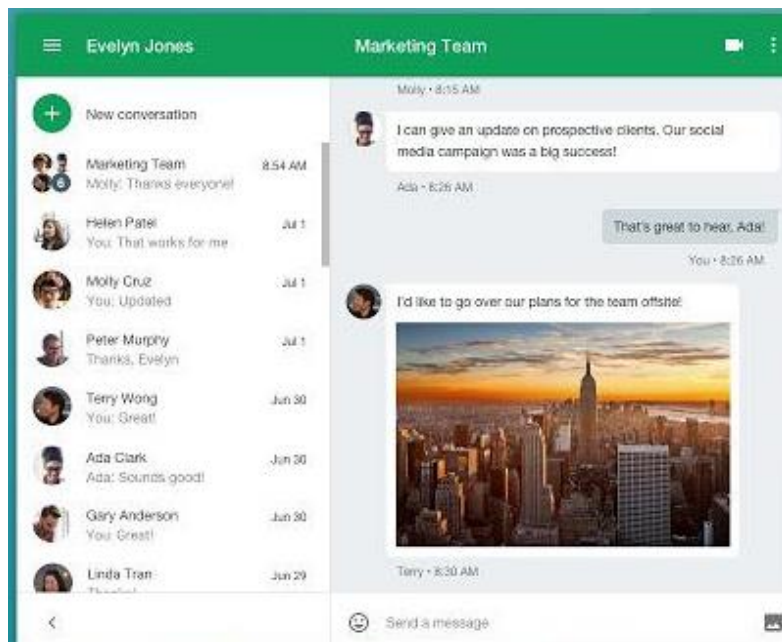 Evelyn Jones
Marketing Team
New conversation
Marketing Team 8:54 AM
Molly: Thanks everyone!
6
Helen Patel Jul 1
You: That works for me
Molly Cruz Jul 1
You: Updated
Peter Murphy Jul 1
Thanks, Evelyn
Terry Wong Jun 30
You: Great!
Ada Clark Jun 30
Ada: Sounds good!
Gary Anderson Jun 30
You: Great!
Linda Tran Jun 29
Molly • 8:15 AM
I can give an update on prospective clients. Our social
media campaign was a big success!
Ada • 8:26 AM
That's great to hear, Ada!
You • 8:26 AM
I'd like to go over our plans for the team offsite!
Terry • 8:30 AM
Send a message